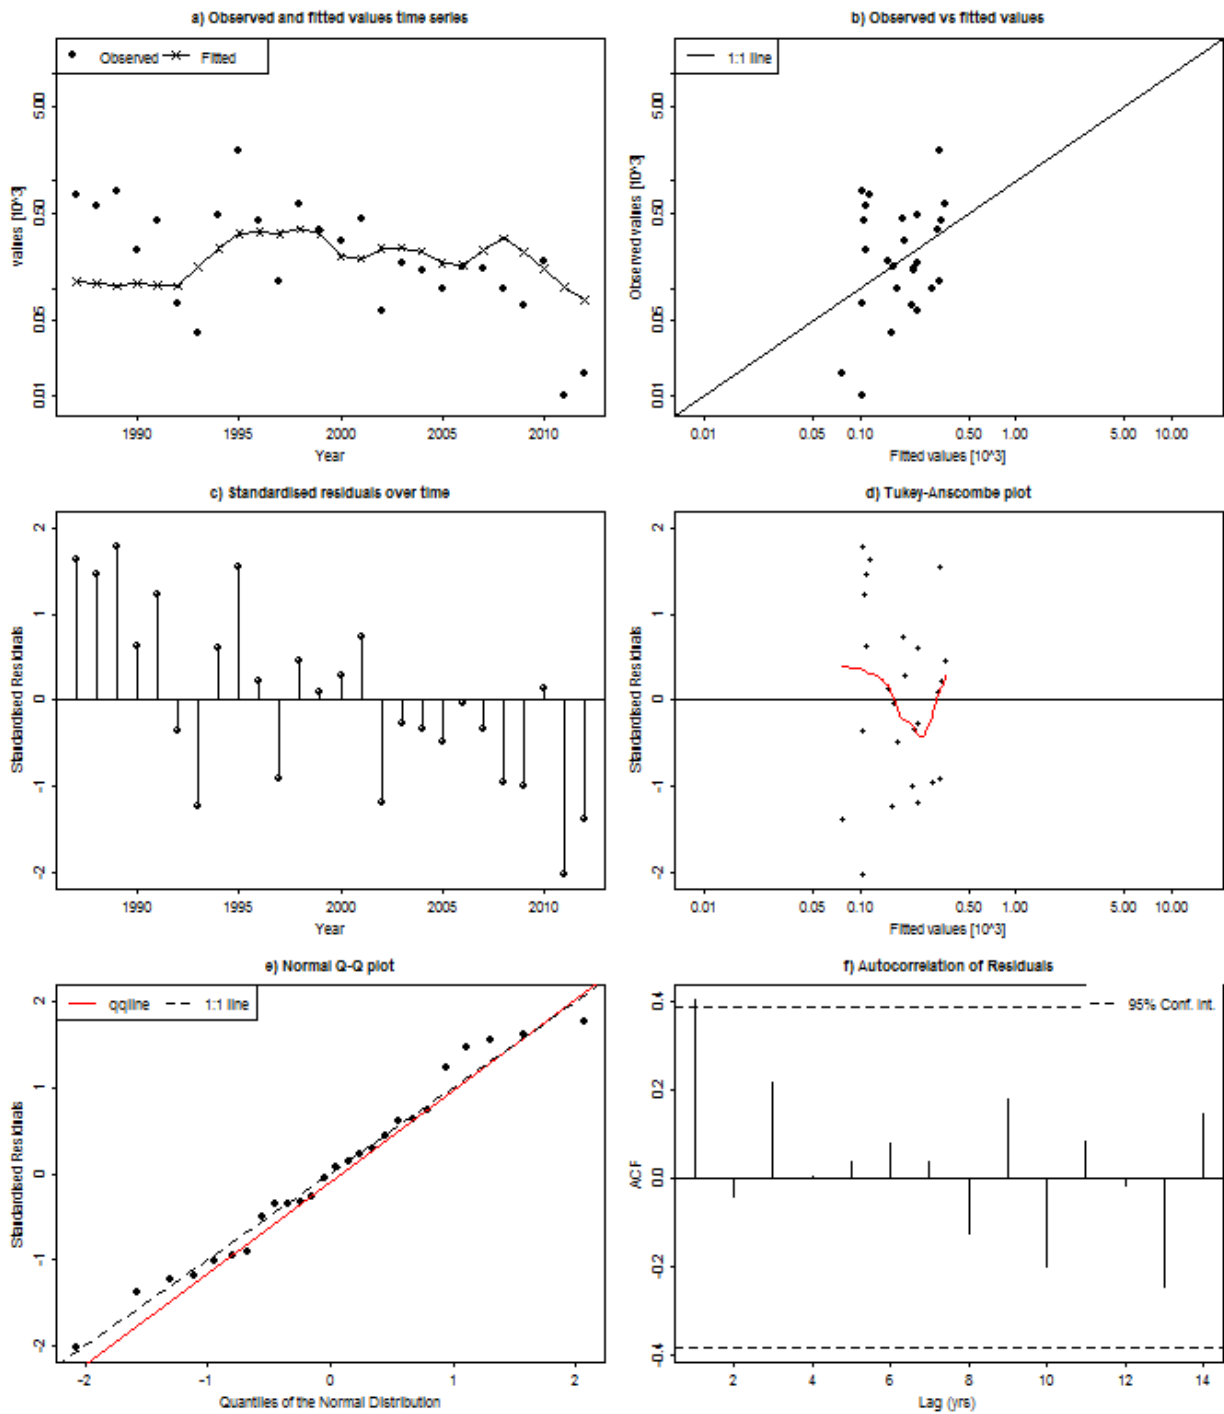 a) Observed and fitted values time series
Observed Fitted
values [10^3]
5.00
0.50
0.05
0.01
1990 1995 2000 2005 2010
Year
b) Observed vs fitted values
1:1 line
Observed values [10^3]
5.00
0.50
0.05
0.01
0.01 0.05 0.10 0.50 1.00 5.00 10.00
Fitted values [10^3]
c) Standardised residuals over time
Standardised Residuals
2
1
0
-1
-2
1990 1995 2000 2005 2010
Year
d) Tukey-Anscombe plot
Standardised Residuals
2
1
0
-1
-2
0.01 0.05 0.10 0.50 1.00 5.00 10.00
Fitted values [10^3]
e) Normal Q-Q plot
qqline 1:1 line
Standardised Residuals
2
1
0
-1
-2
-2 -1 0 1 2
Quantiles of the Normal Distribution
f) Autocorrelation of Residuals
95% Conf. Int.
ACF
0.4
0.2
0.0
-0.2
-0.4
2 4 6 8 10 12 14
Lag (yrs)